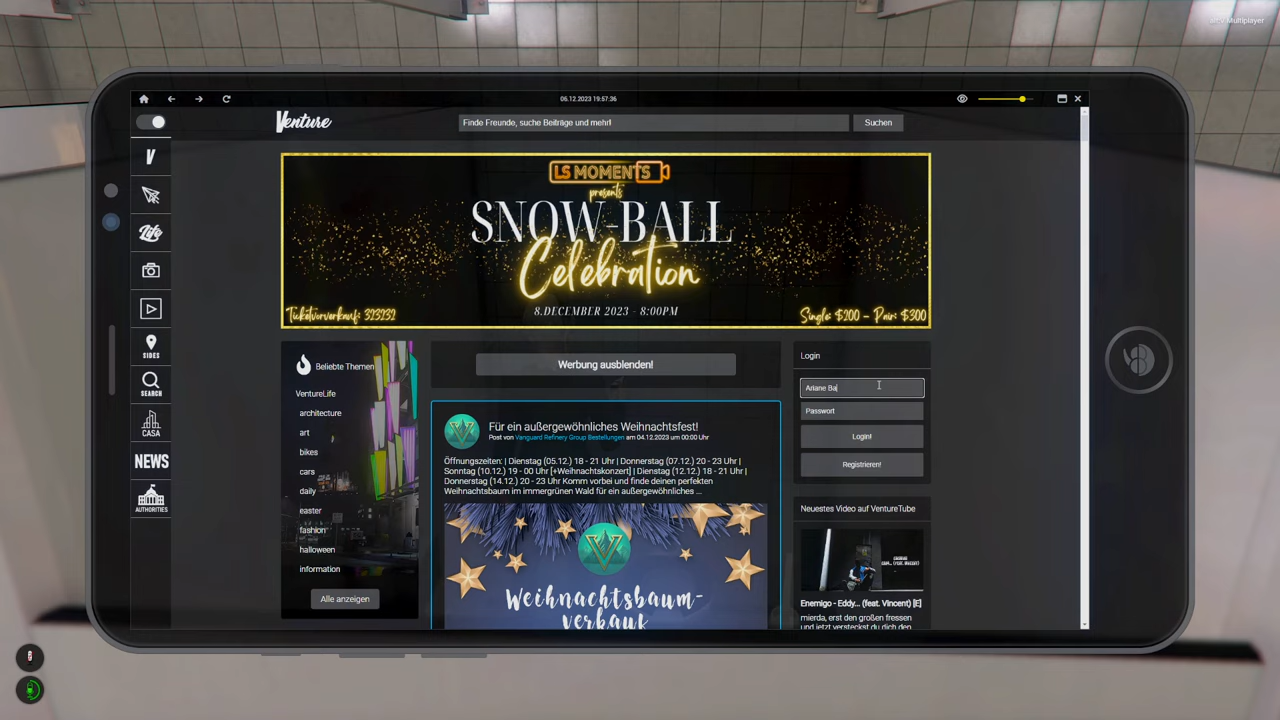 alt:V Multiplayer
06.12.2023 19:57:36
Venture
Finde Freunde, suche Beiträge und mehr!
Suchen
V
Life
SIDES
SEARCH
CASA
NEWS
AUTHORITIES
LS MOMENTS
presents
SNOW-BALL
Celebration
8.DECEMBER 2023 - 8:00PM
Ticketvorverkauf: 323232
Single: $200 - Pair: $300
Beliebte Themen
VentureLife
architecture
art
bikes
cars
daily
easter
fashion
halloween
information
Alle anzeigen
Werbung ausblenden!
Für ein außergewöhnliches Weihnachtsfest!
Post von Vanguard Refinery Group Bestellungen am 04.12.2023 um 00:00 Uhr
Öffnungszeiten: | Dienstag (05.12.) 18 - 21 Uhr | Donnerstag (07.12.) 20 - 23 Uhr |
Sonntag (10.12.) 19 - 00 Uhr [+Weihnachtskonzert] | Dienstag (12.12.) 18 - 21 Uhr |
Donnerstag (14.12.) 20 - 23 Uhr Komm vorbei und finde deinen perfekten
Weihnachtsbaum im immergrünen Wald für ein außergewöhnliches ...
Weihnachtsbaum-
verkauf
Login
Ariane Ba
Passwort
Login!
Registrieren!
Neuestes Video auf VentureTube
Enemigo - Eddy... (feat. Vincent) [E]
mierda, erst den großen fressen
und jetzt versteckst du dich den